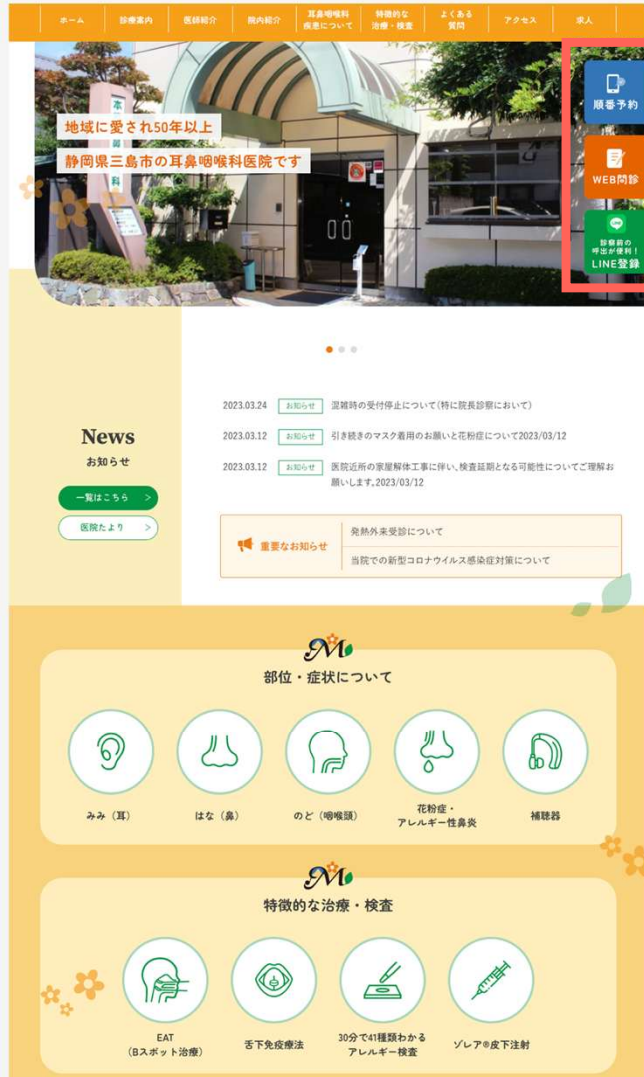 ホーム
診療案内
医師紹介
院内紹介
耳鼻咽喉科
疾患について
特徴的な
治療・検査
よくある
質問
アクセス
求人
地域に愛され50年以上
静岡県三島市の耳鼻咽喉科医院です
順番予約
WEB問診
LINE
診察前の
呼出が便利！
LINE登録
News
お知らせ
一覧はこちら >
医院たより >
2023.03.24 お知らせ 混雑時の受付停止について(特に院長診察において)
2023.03.12 お知らせ 引き続きのマスク着用のお願いと花粉症について2023/03/12
2023.03.12 お知らせ 医院近所の家屋解体工事に伴い、検査延期となる可能性についてご理解お
願いします。2023/03/12
重要なお知らせ
発熱外来受診について
当院での新型コロナウイルス感染症対策について
M
部位・症状について
みみ（耳）
はな（鼻）
のど（咽喉頭）
花粉症・
アレルギー性鼻炎
補聴器
M
特徴的な治療・検査
EAT
（Bスポット治療）
舌下免疫療法
30分で41種類わかる
アレルギー検査
ゾレア®皮下注射